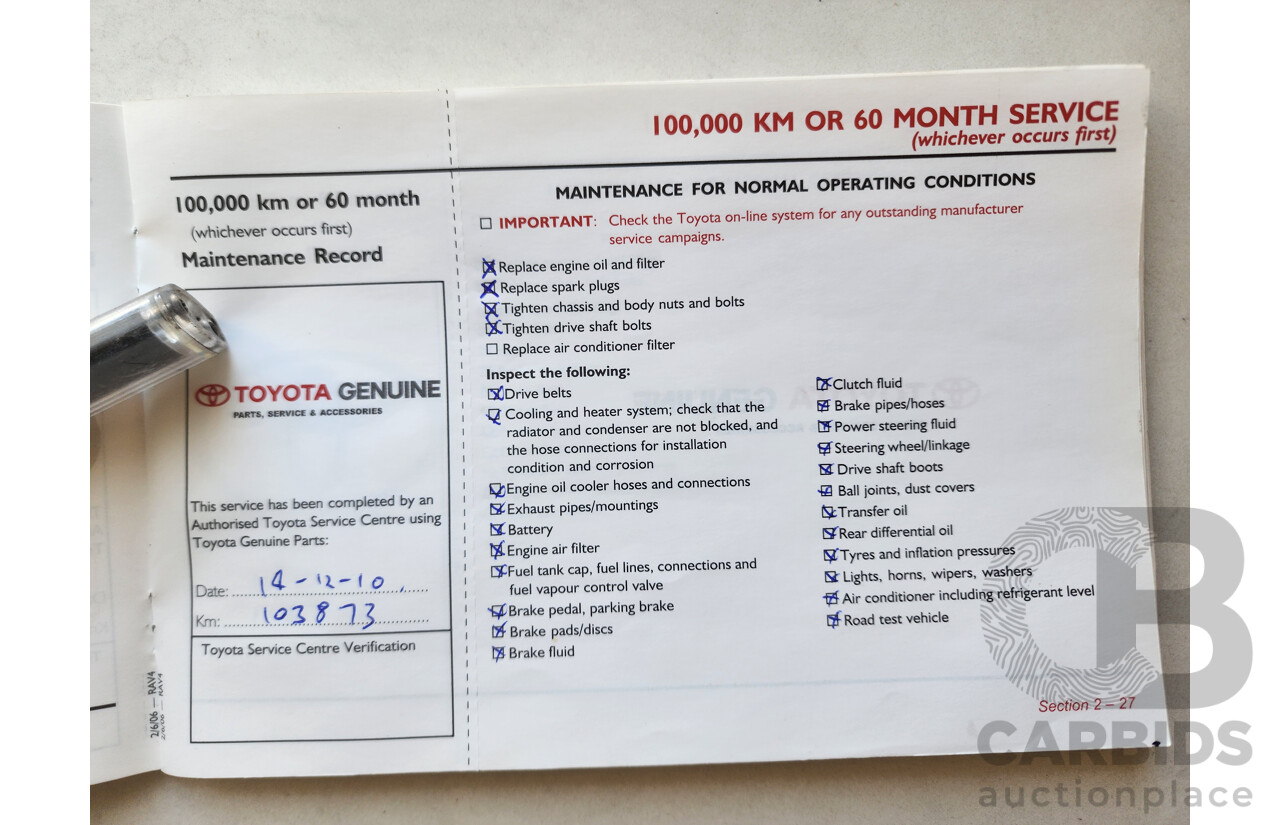 100,000 km or 60 month
(whichever occurs first)
Maintenance Record
TOYOTA GENUINE
PARTS, SERVICE & ACCESSORIES
This service has been completed by an
Authorised Toyota Service Centre using
Toyota Genuine Parts:
Date: 14-12-10
Km: 103873
Toyota Service Centre Verification
2/6/06 — RAV4
100,000 KM OR 60 MONTH SERVICE
(whichever occurs first)
MAINTENANCE FOR NORMAL OPERATING CONDITIONS
IMPORTANT: Check the Toyota on-line system for any outstanding manufacturer
service campaigns.
Replace engine oil and filter
Replace spark plugs
Tighten chassis and body nuts and bolts
Tighten drive shaft bolts
Replace air conditioner filter
Inspect the following:
Drive belts
Cooling and heater system; check that the
radiator and condenser are not blocked, and
the hose connections for installation
condition and corrosion
Engine oil cooler hoses and connections
Exhaust pipes/mountings
Battery
Engine air filter
Fuel tank cap, fuel lines, connections and
fuel vapour control valve
Brake pedal, parking brake
Brake pads/discs
Brake fluid
Clutch fluid
Brake pipes/hoses
Power steering fluid
Steering wheel/linkage
Drive shaft boots
Ball joints, dust covers
Transfer oil
Rear differential oil
Tyres and inflation pressures
Lights, horns, wipers, washers
Air conditioner including refrigerant level
Road test vehicle
Section 2 – 27
CB
CARBIDS
auctionplace